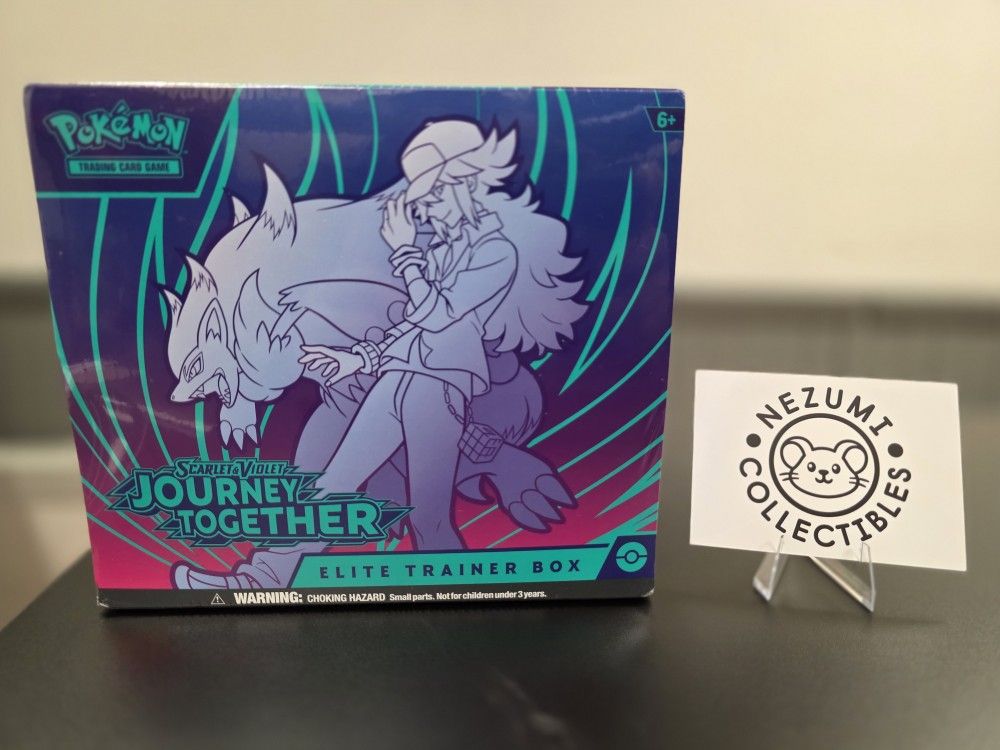 POKéMON
TRADING CARD GAME
6+
SCARLET & VIOLET
JOURNEY
TOGETHER
ELITE TRAINER BOX
WARNING: CHOKING HAZARD Small parts. Not for children under 3 years.
NEZUMI
COLLECTIBLES